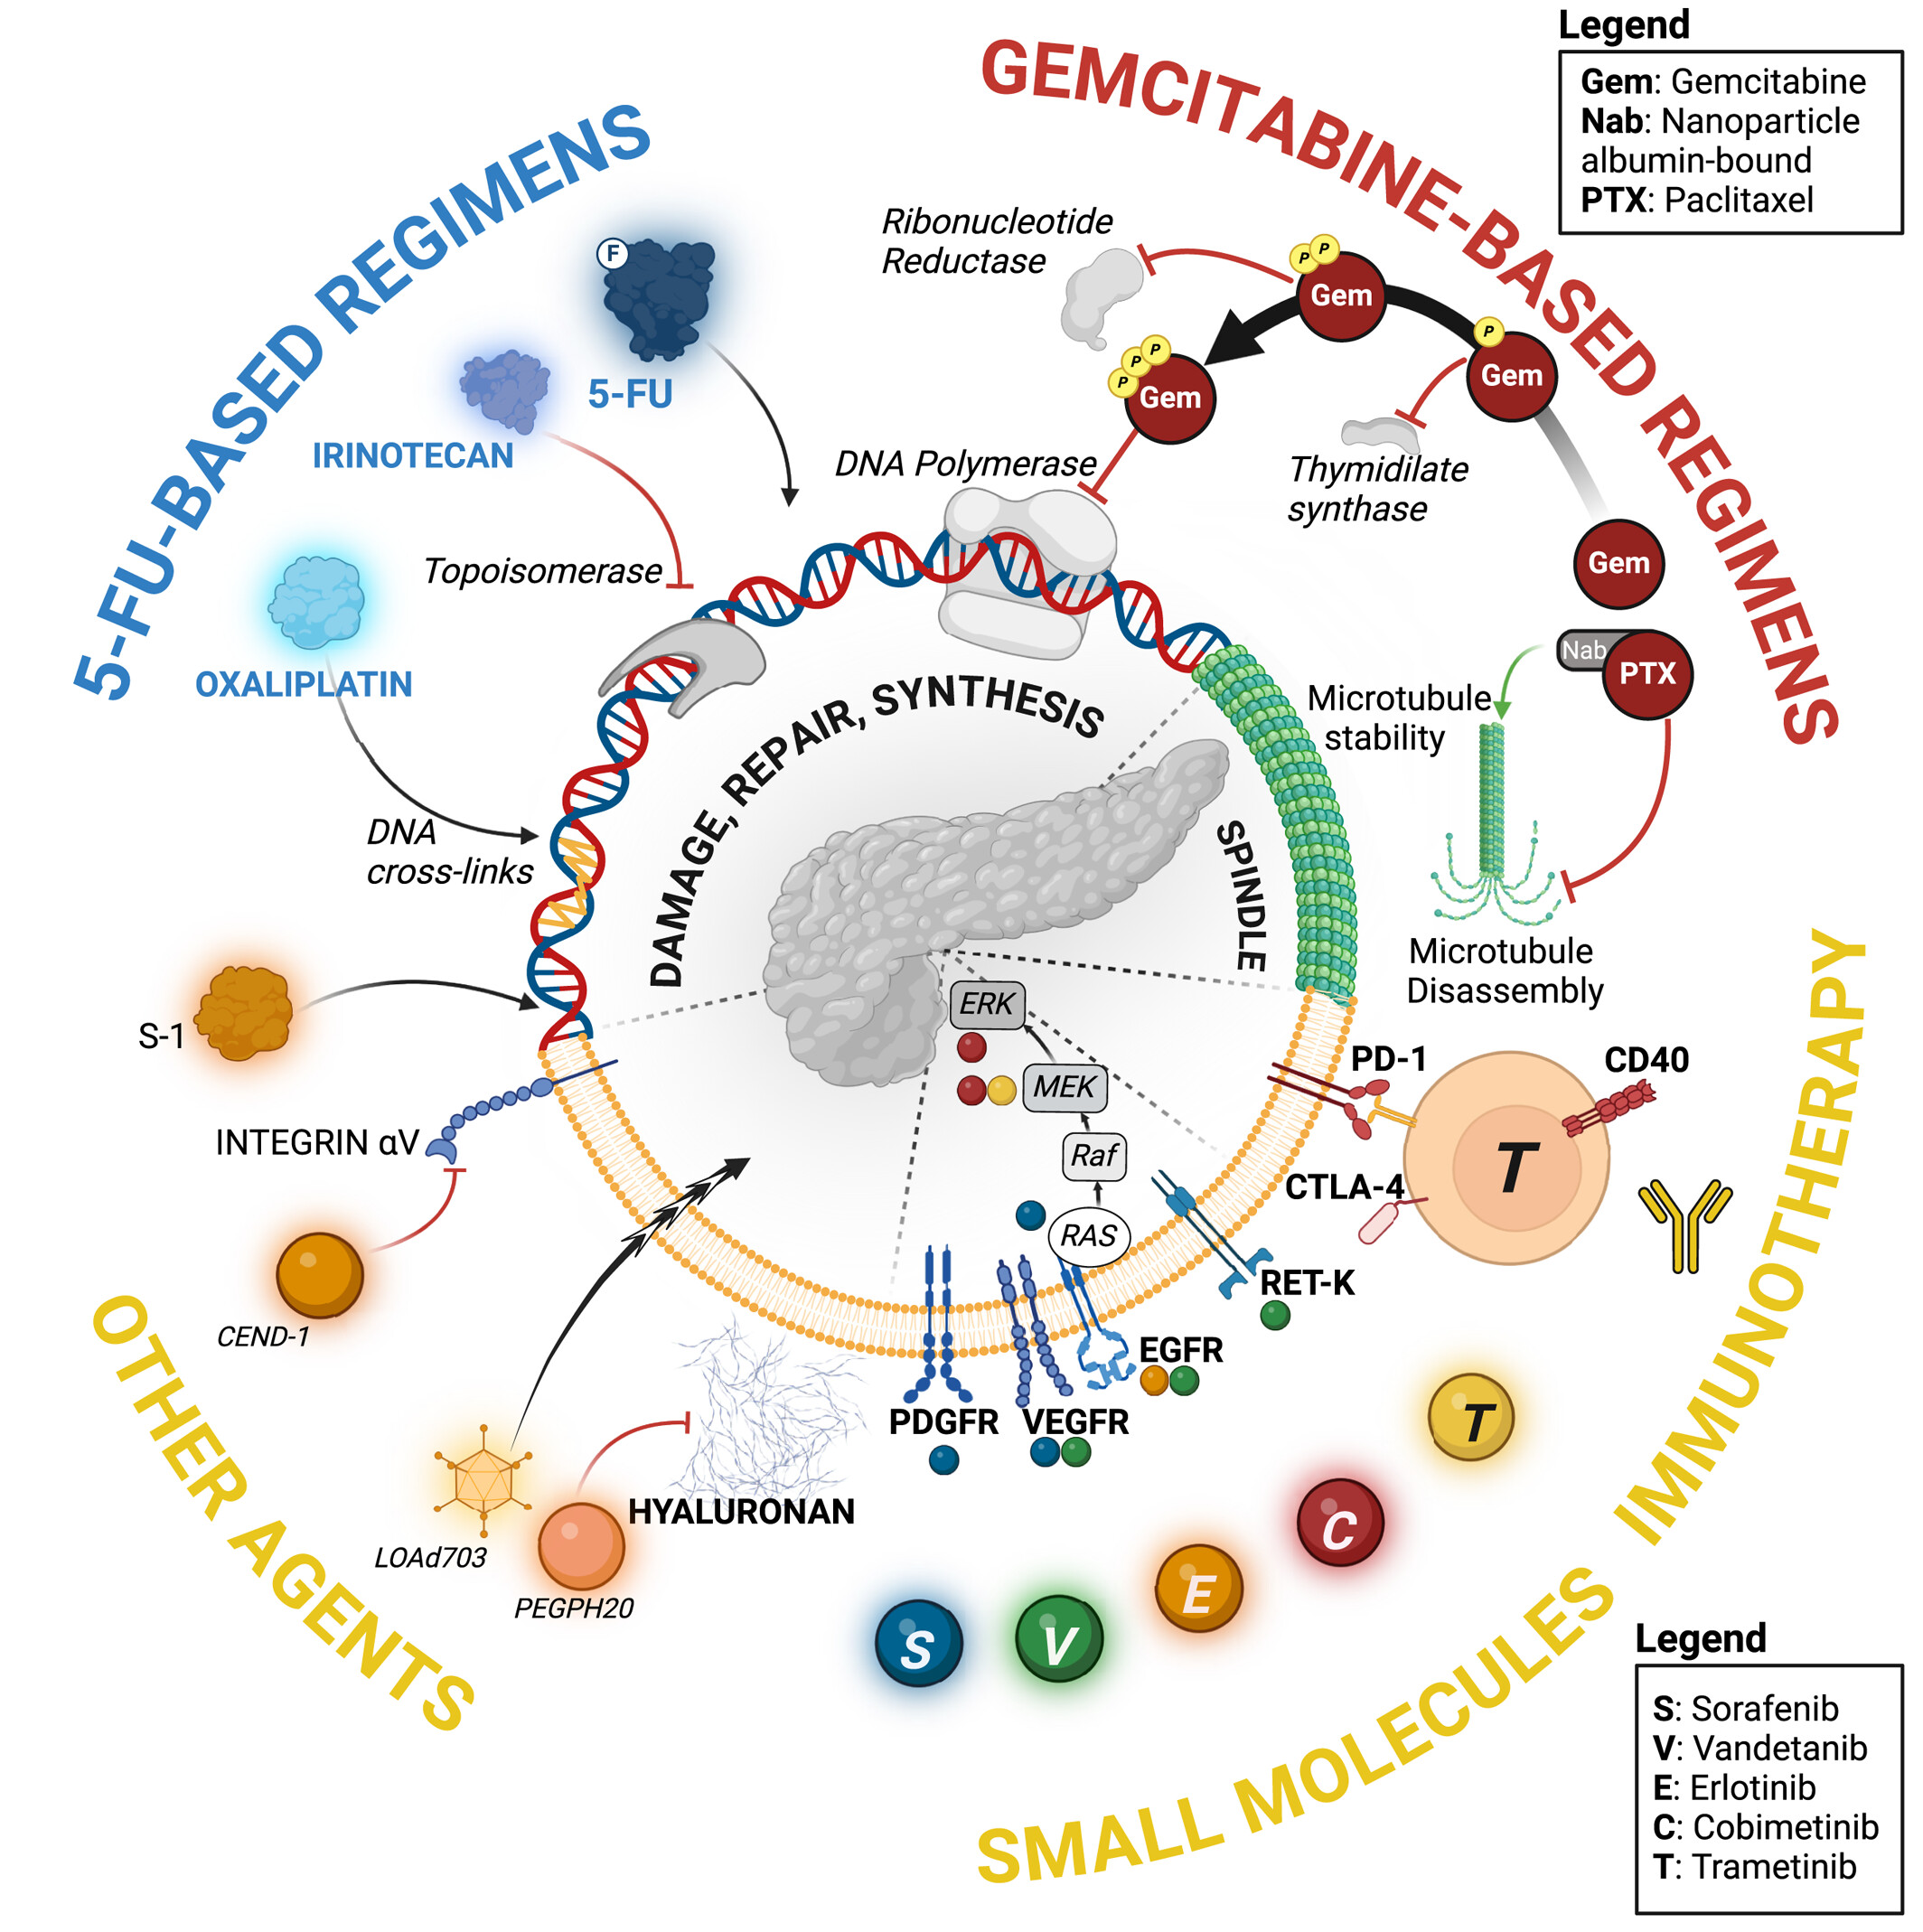 Legend
Gem: Gemcitabine
Nab: Nanoparticle
albumin-bound
PTX: Paclitaxel
GEMCITABINE-BASED REGIMENS
5-FU-BASED REGIMENS
Ribonucleotide
Reductase
P
P
Gem
P
Gem
P
P
P
Gem
Gem
DNA Polymerase
Thymidilate
synthase
F
5-FU
IRINOTECAN
Topoisomerase
OXALIPLATIN
DNA
cross-links
Nab
PTX
Microtubule
stability
Microtubule
Disassembly
DAMAGE, REPAIR, SYNTHESIS
SPINDLE
S-1
INTEGRIN αV
CEND-1
ERK
MEK
Raf
RAS
PD-1
CD40
T
CTLA-4
RET-K
EGFR
PDGFR
VEGFR
HYALURONAN
LOAd703
PEGPH20
OTHER AGENTS
IMMUNOTHERAPY
SMALL MOLECULES
S
V
E
C
T
Legend
S: Sorafenib
V: Vandetanib
E: Erlotinib
C: Cobimetinib
T: Trametinib